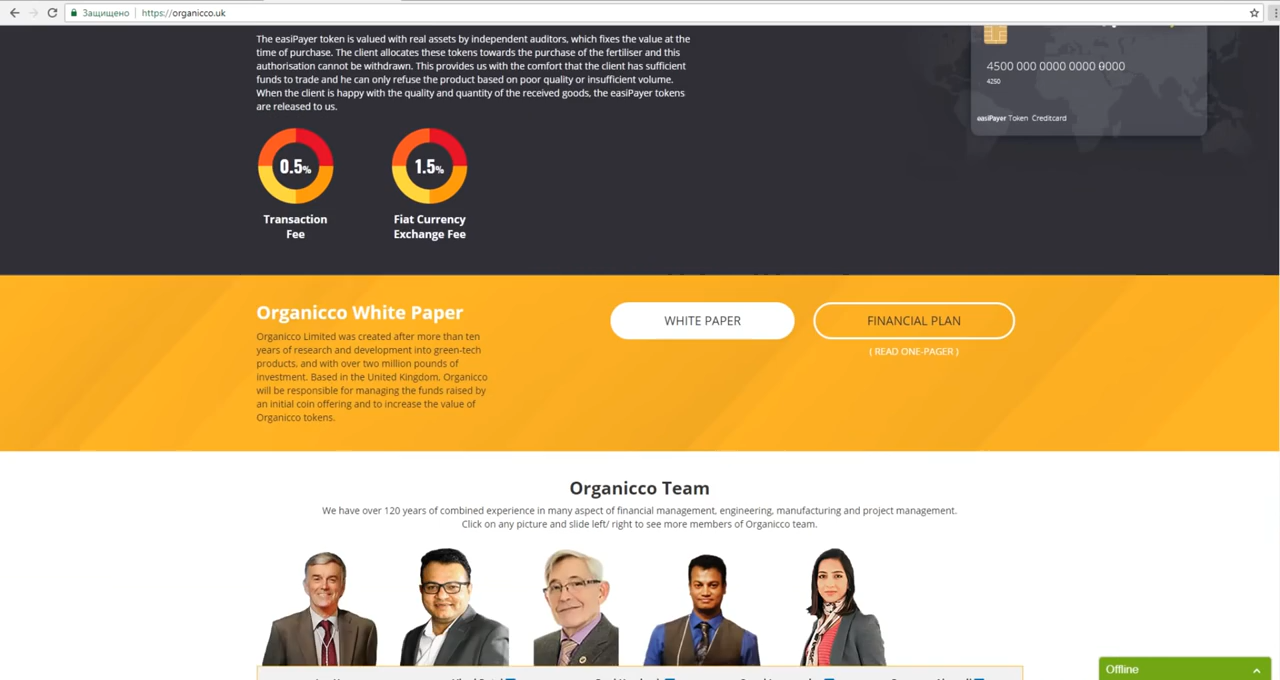 Защищено
https://organicco.uk
The easiPayer token is valued with real assets by independent auditors, which fixes the value at the
time of purchase. The client allocates these tokens towards the purchase of the fertiliser and this
authorisation cannot be withdrawn. This provides us with the comfort that the client has sufficient
funds to trade and he can only refuse the product based on poor quality or insufficient volume.
When the client is happy with the quality and quantity of the received goods, the easiPayer tokens
are released to us.
4500 000 0000 0000 0000
4250
easiPayer Token Creditcard
0.5%
1.5%
Transaction
Fee
Fiat Currency
Exchange Fee
Organicco White Paper
Organicco Limited was created after more than ten
years of research and development into green-tech
products, and with over two million pounds of
investment. Based in the United Kingdom, Organicco
will be responsible for managing the funds raised by
an initial coin offering and to increase the value of
Organicco tokens.
WHITE PAPER
FINANCIAL PLAN
( READ ONE-PAGER )
Organicco Team
We have over 120 years of combined experience in many aspect of financial management, engineering, manufacturing and project management.
Click on any picture and slide left/ right to see more members of Organicco team.
Offline